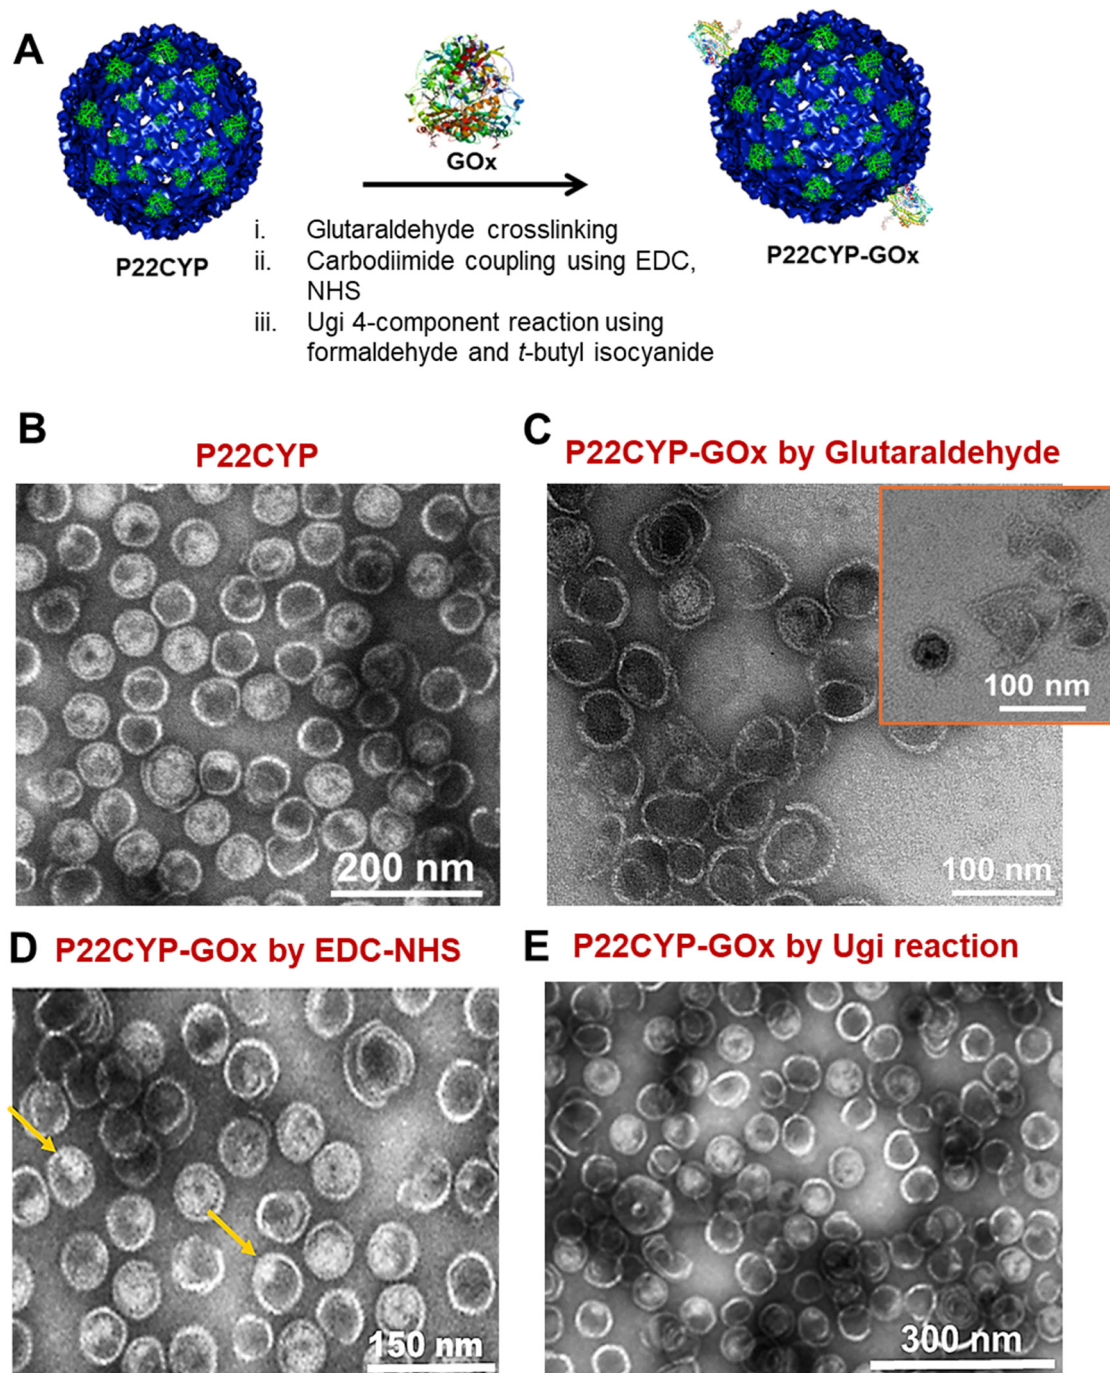 A
GOx
P22CYP
P22CYP-GOx
i. Glutaraldehyde crosslinking
ii. Carbodiimide coupling using EDC,
NHS
iii. Ugi 4-component reaction using
formaldehyde and t-butyl isocyanide
B
P22CYP
200 nm
C
P22CYP-GOx by Glutaraldehyde
100 nm
100 nm
D
P22CYP-GOx by EDC-NHS
150 nm
E
P22CYP-GOx by Ugi reaction
300 nm